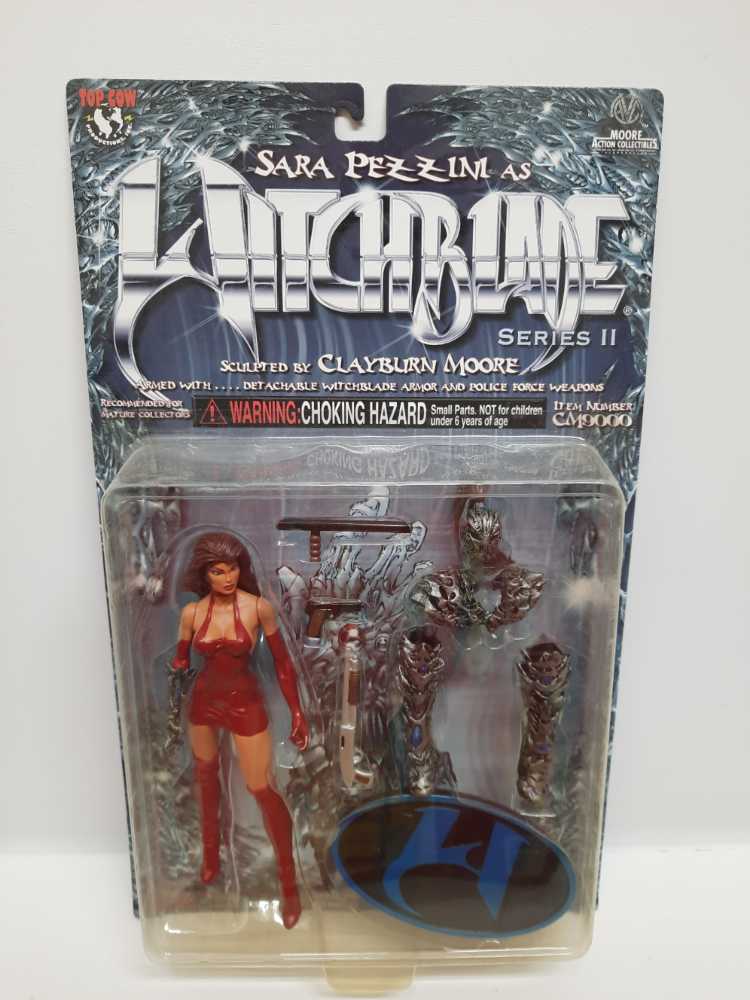 TOP COW
PRODUCTIONS, INC.
MOORE
ACTION COLLECTIBLES
SARA PEZZINI AS
WITCHBLADE
®
SERIES II
SCULPTED BY CLAYBURN MOORE
ARMED WITH . . . . DETACHABLE WITCHBLADE ARMOR AND POLICE FORCE WEAPONS
RECOMMENDED FOR
MATURE COLLECTORS
WARNING: CHOKING HAZARD
Small Parts. NOT for children
under 6 years of age
ITEM NUMBER
CM9000